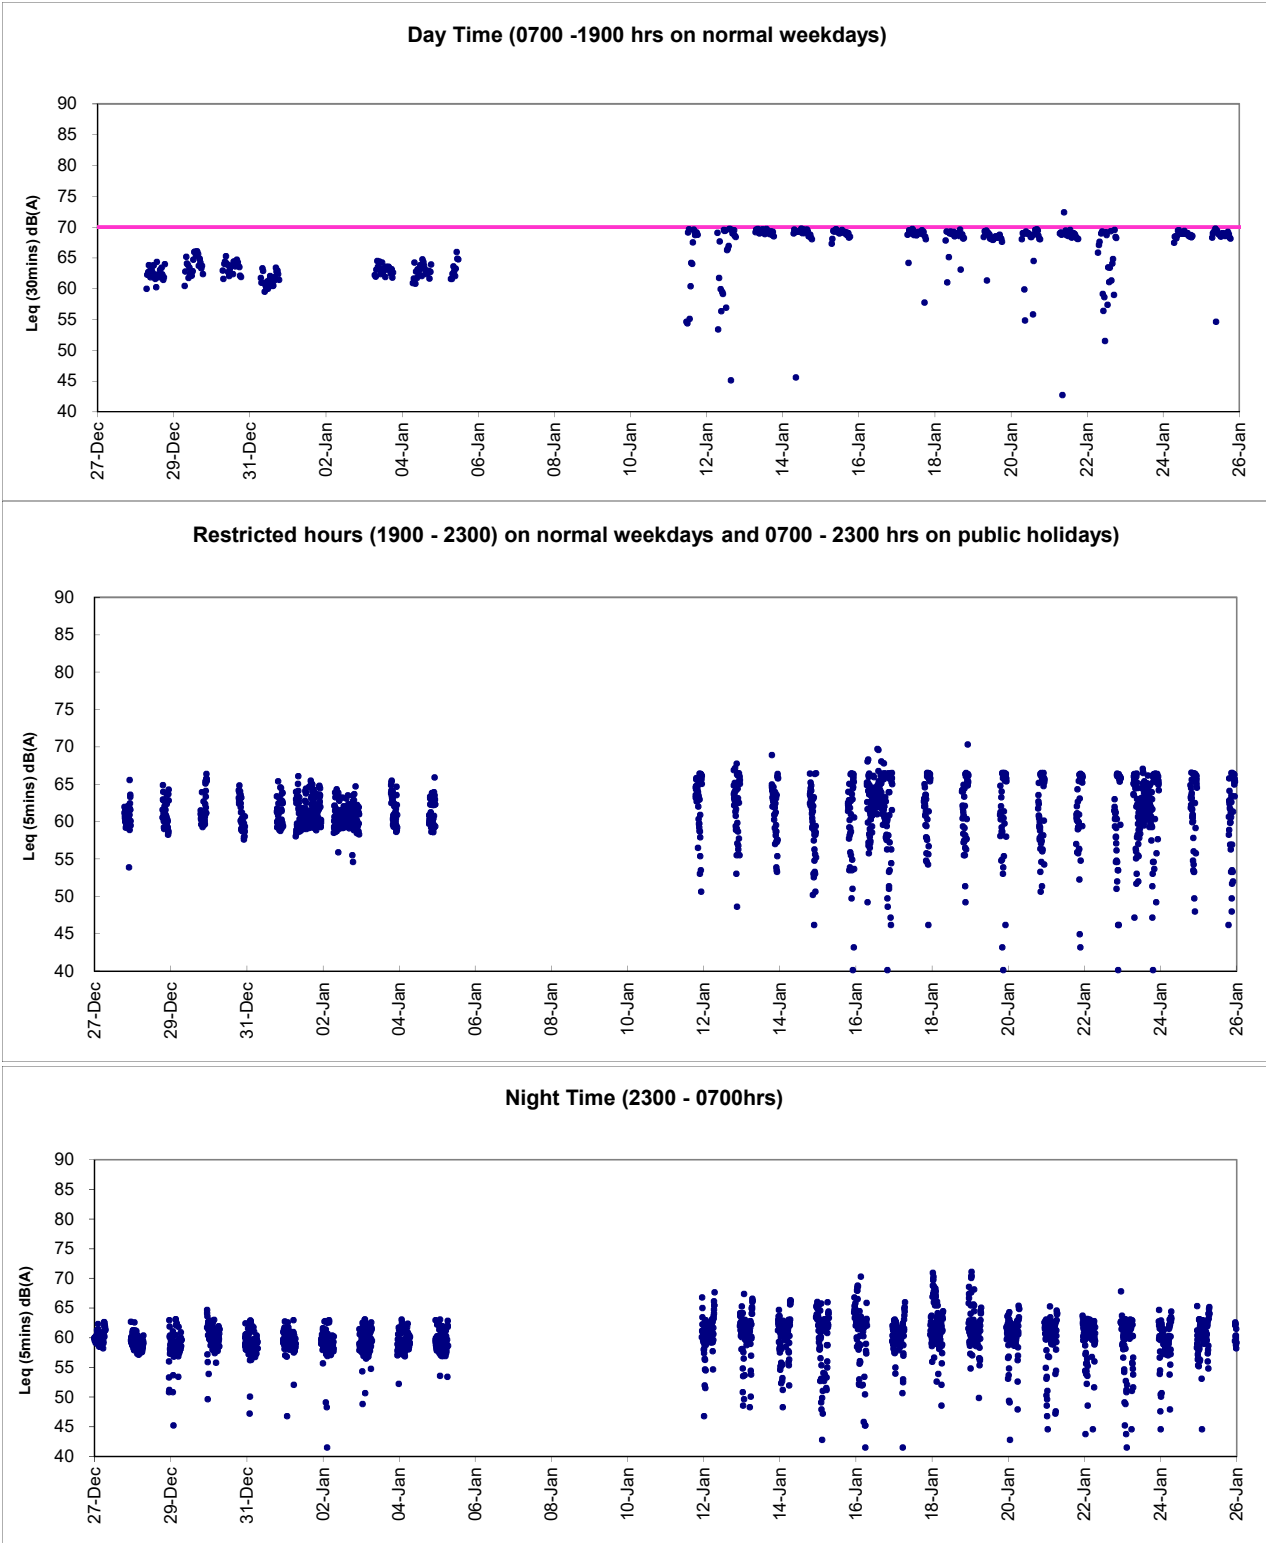 Day Time (0700 -1900 hrs on normal weekdays)
Leq (30mins) dB(A)
90
85
80
75
70
65
60
55
50
45
40
27-Dec
29-Dec
31-Dec
02-Jan
04-Jan
06-Jan
08-Jan
10-Jan
12-Jan
14-Jan
16-Jan
18-Jan
20-Jan
22-Jan
24-Jan
26-Jan
Restricted hours (1900 - 2300) on normal weekdays and 0700 - 2300 hrs on public holidays)
Leq (5mins) dB(A)
90
85
80
75
70
65
60
55
50
45
40
27-Dec
29-Dec
31-Dec
02-Jan
04-Jan
06-Jan
08-Jan
10-Jan
12-Jan
14-Jan
16-Jan
18-Jan
20-Jan
22-Jan
24-Jan
26-Jan
Night Time (2300 - 0700hrs)
Leq (5mins) dB(A)
90
85
80
75
70
65
60
55
50
45
40
27-Dec
29-Dec
31-Dec
02-Jan
04-Jan
06-Jan
08-Jan
10-Jan
12-Jan
14-Jan
16-Jan
18-Jan
20-Jan
22-Jan
24-Jan
26-Jan